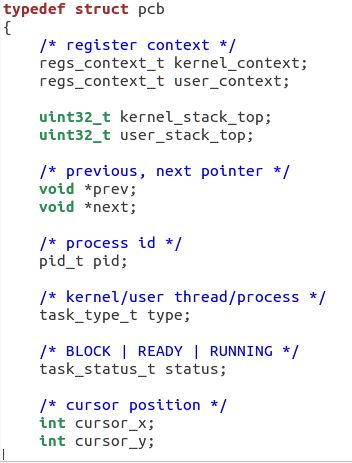 typedef struct pcb
{
/* register context */
regs_context_t kernel_context;
regs_context_t user_context;
uint32_t kernel_stack_top;
uint32_t user_stack_top;
/* previous, next pointer */
void *prev;
void *next;
/* process id */
pid_t pid;
/* kernel/user thread/process */
task_type_t type;
/* BLOCK | READY | RUNNING */
task_status_t status;
/* cursor position */
int cursor_x;
int cursor_y;